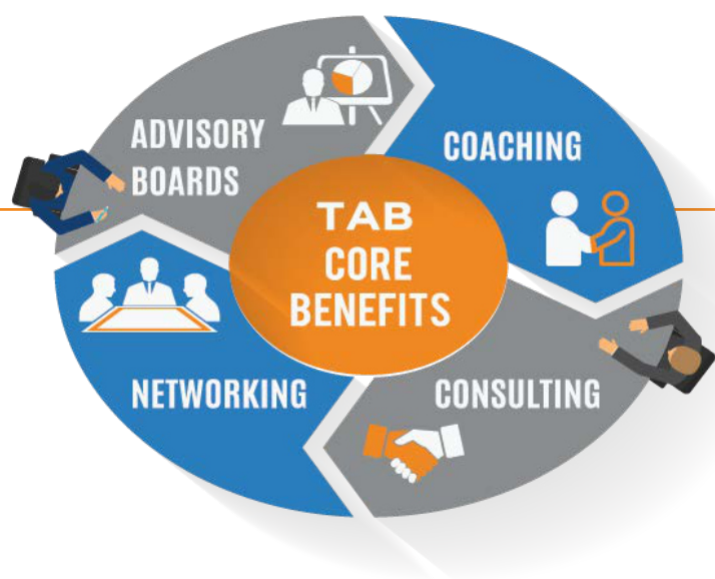 ADVISORY
BOARDS
COACHING
TAB
CORE
BENEFITS
NETWORKING
CONSULTING